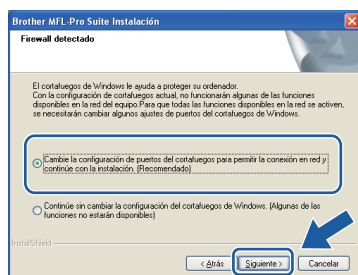 Brother MFL-Pro Suite Instalación
Firewall detectado
El cortafuegos de Windows le ayuda a proteger su ordenador.
Con la configuración de cortafuegos actual, no funcionarán algunas de las funciones
disponibles en la red del equipo.Para que todas las funciones disponibles en la red se activen,
se necesitarán cambiar algunos ajustes de puertos del cortafuegos de Windows.
Cambie la configuración de puertos del cortafuegos para permitir la conexión en red y
continúe con la instalación. (Recomendado)
Continúe sin cambiar la configuración del cortafuegos de Windows. (Algunas de las
funciones no estarán disponibles)
InstallShield
< Atrás
Siguiente >
Cancelar